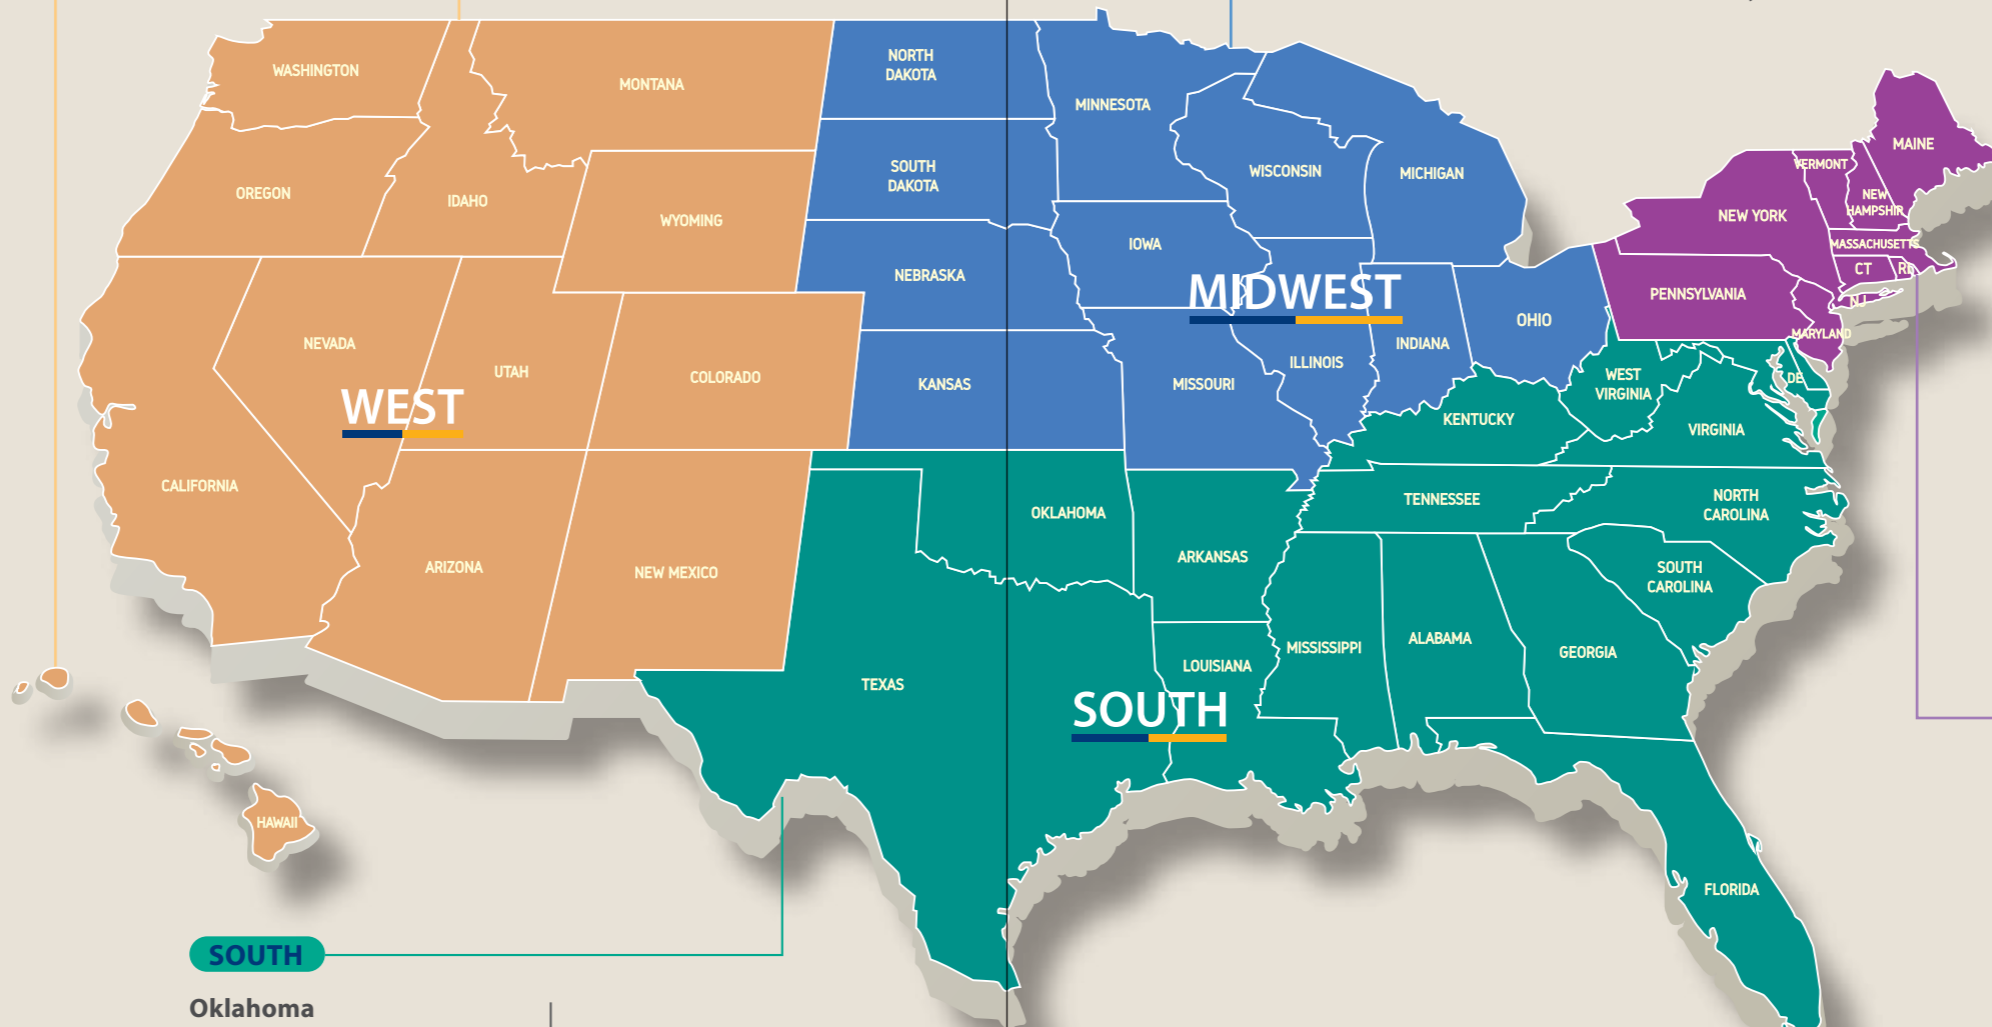 WASHINGTON
MONTANA
NORTH
DAKOTA
MINNESOTA
MAINE
OREGON
IDAHO
WYOMING
SOUTH
DAKOTA
WISCONSIN
MICHIGAN
VERMONT
NEW
HAMPSHIR
NEW YORK
MASSACHUSETTS
CT
RI
NJ
IOWA
NEBRASKA
MIDWEST
PENNSYLVANIA
OHIO
MARYLAND
NEVADA
UTAH
COLORADO
KANSAS
MISSOURI
ILLINOIS
INDIANA
WEST
VIRGINIA
DE
WEST
KENTUCKY
VIRGINIA
CALIFORNIA
TENNESSEE
NORTH
CAROLINA
OKLAHOMA
ARKANSAS
ARIZONA
NEW MEXICO
SOUTH
CAROLINA
TEXAS
LOUISIANA
MISSISSIPPI
ALABAMA
GEORGIA
SOUTH
HAWAII
FLORIDA
SOUTH
Oklahoma